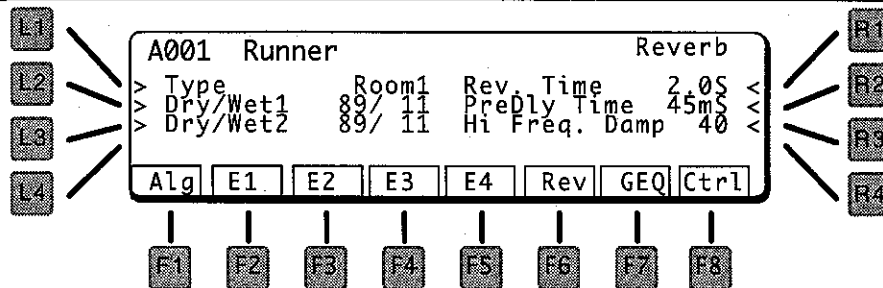 L1 R1
A001 Runner Reverb
L2 > Type Room1 Rev. Time 2.0S < R2
> Dry/Wet1 89/ 11 PreDly Time 45mS <
L3 > Dry/Wet2 89/ 11 Hi Freq. Damp 40 < R3
L4 Alg E1 E2 E3 E4 Rev GEQ Ctrl R4
F1 F2 F3 F4 F5 F6 F7 F8